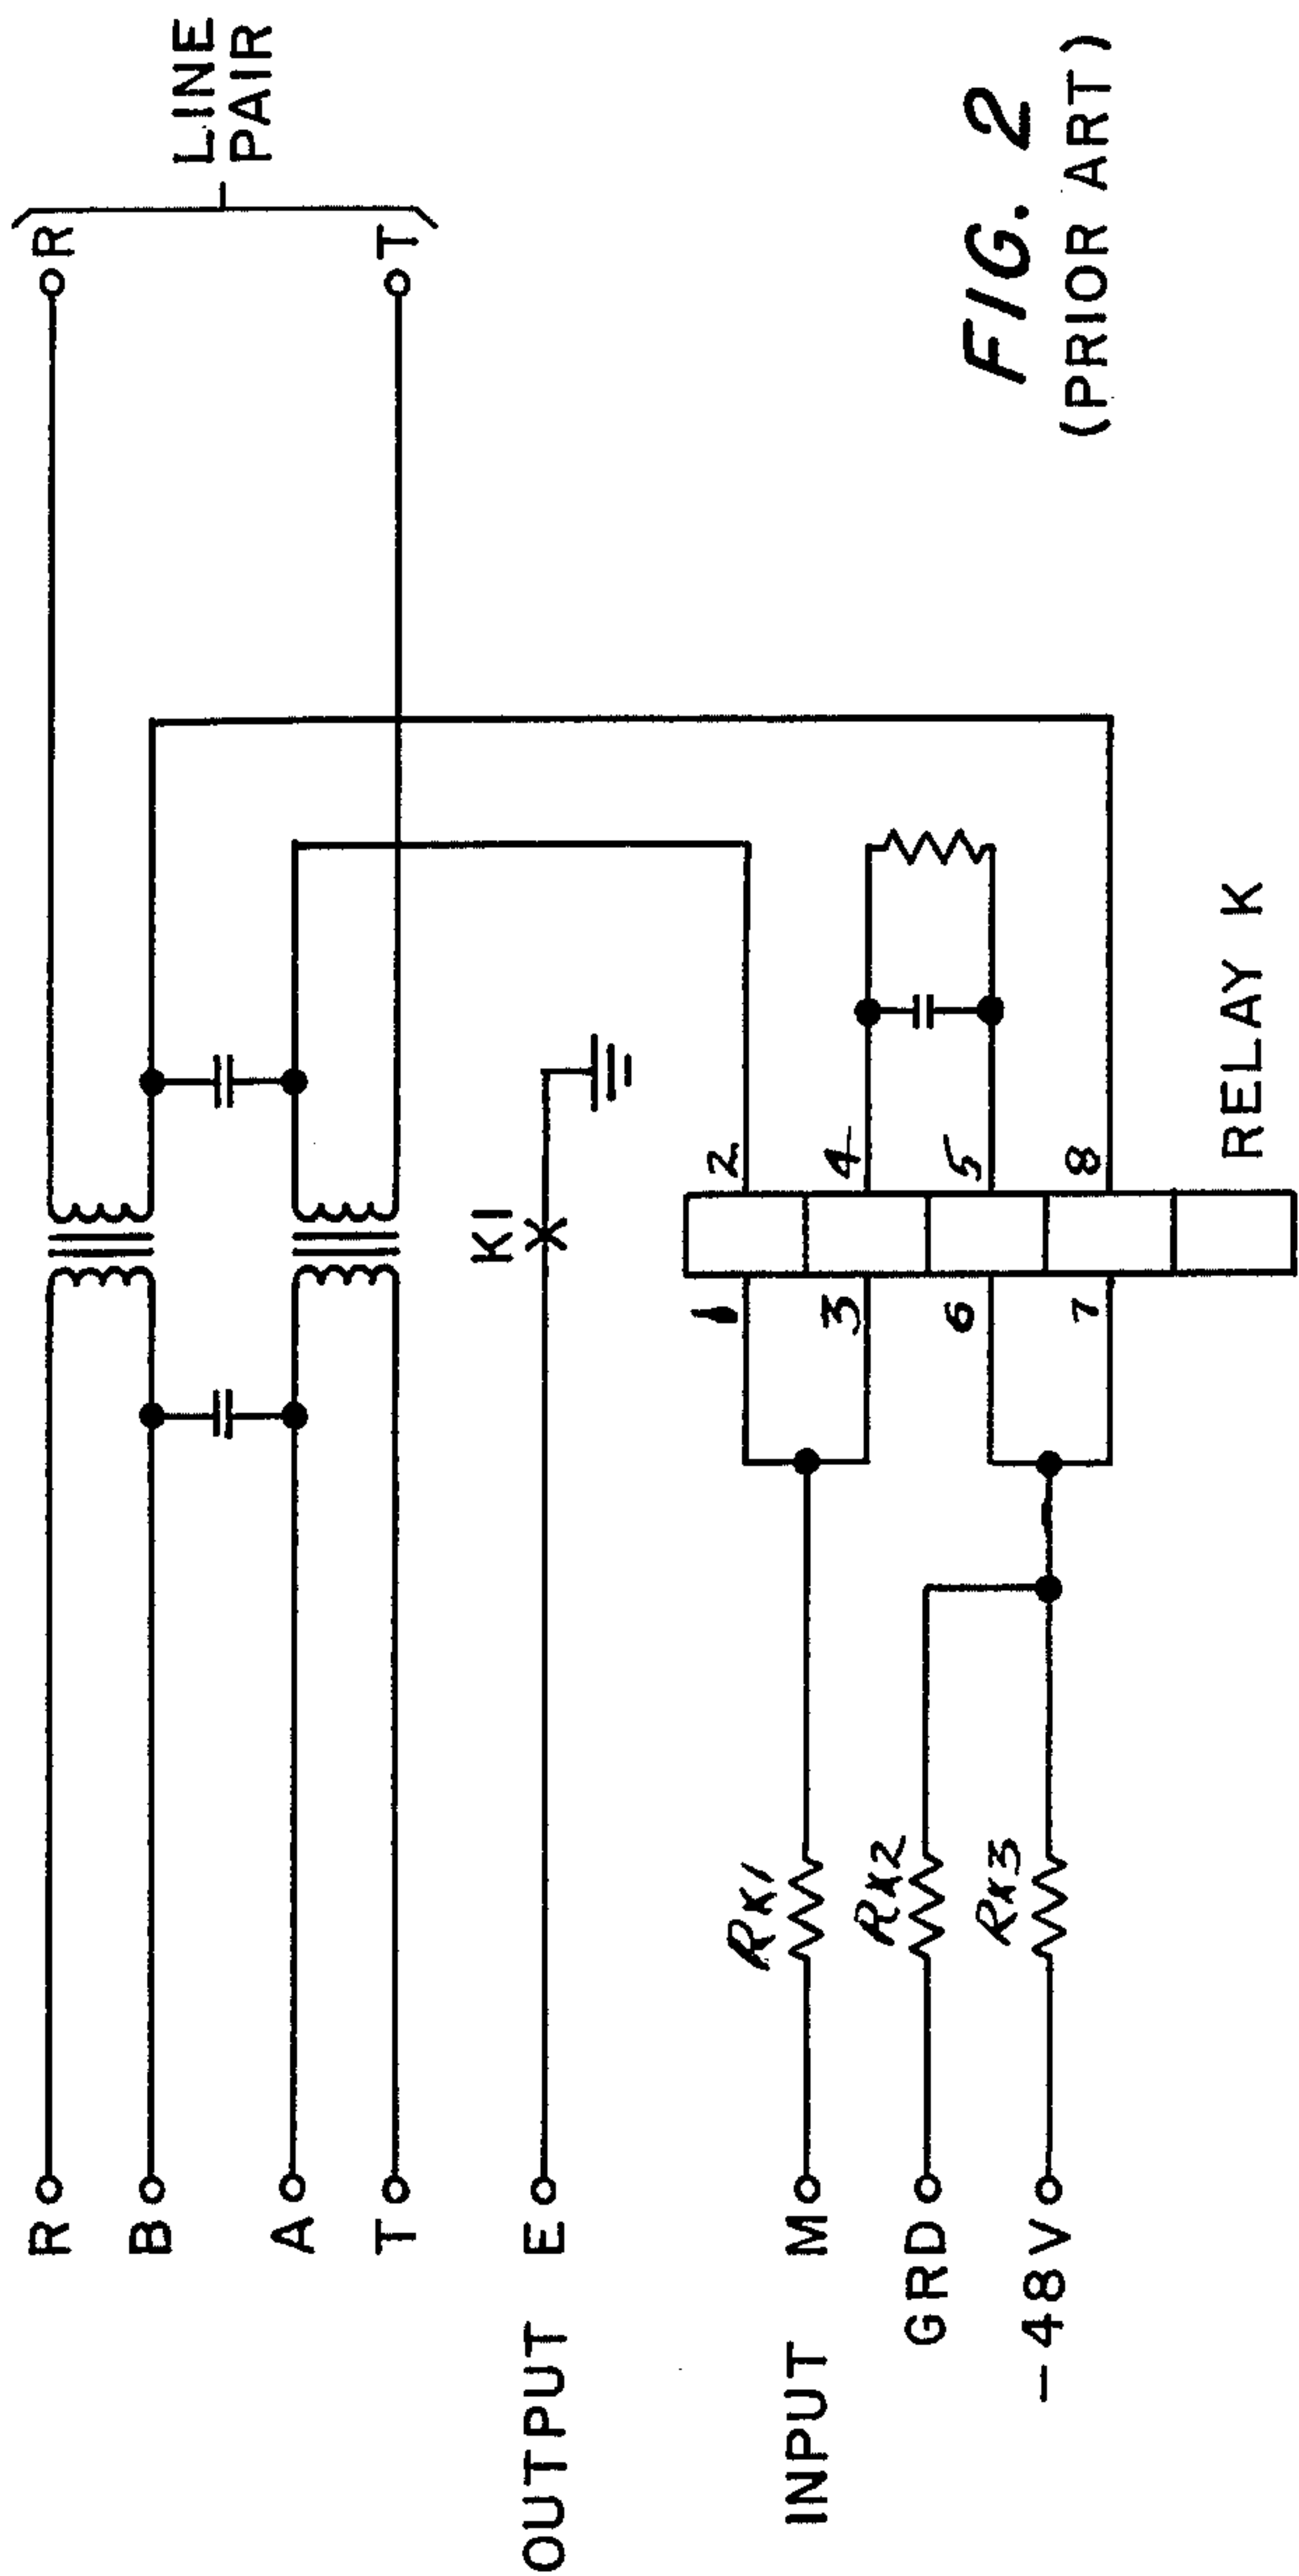 R
B
A
T
OUTPUT E
INPUT M
GRD
-48V
R
T
LINE
PAIR
K1
RK1
RK2
RK3
1
2
3
4
5
6
7
8
RELAY K
FIG. 2
(PRIOR ART)